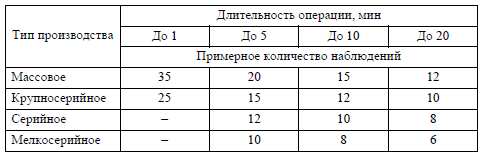 Тип производства
Длительность операции, мин
До 1 До 5 До 10 До 20
Примерное количество наблюдений
Массовое 35 20 15 12
Крупносерийное 25 15 12 10
Серийное – 12 10 8
Мелкосерийное – 10 8 6